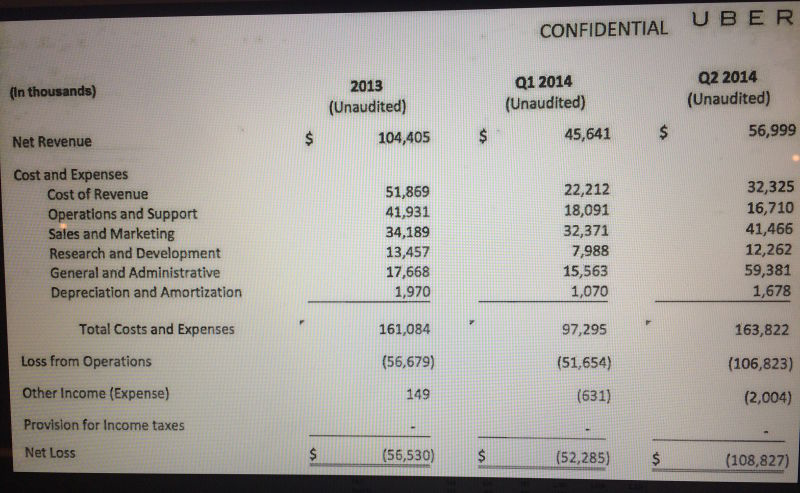 CONFIDENTIAL UBER
(In thousands) 2013 (Unaudited) Q1 2014 (Unaudited) Q2 2014 (Unaudited)
Net Revenue $ 104,405 $ 45,641 $ 56,999
Cost and Expenses
Cost of Revenue 51,869 22,212 32,325
Operations and Support 41,931 18,091 16,710
Sales and Marketing 34,189 32,371 41,466
Research and Development 13,457 7,988 12,262
General and Administrative 17,668 15,563 59,381
Depreciation and Amortization 1,970 1,070 1,678
Total Costs and Expenses 161,084 97,295 163,822
Loss from Operations (56,679) (51,654) (106,823)
Other Income (Expense) 149 (631) (2,004)
Provision for Income taxes - - -
Net Loss $ (56,530) $ (52,285) $ (108,827)